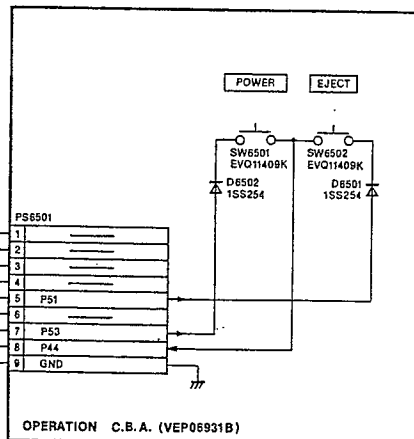 POWER EJECT
SW6501 SW6502
EVQ11409K EVQ11409K
D6502 D6501
1SS254 1SS254
PS6501
1
2
3
4
5 P51
6
7 P53
8 P44
9 GND
OPERATION C.B.A. (VEP06931B)